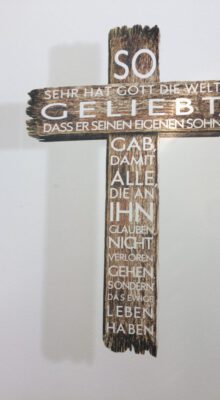 SO
SEHR HAT GOTT DIE WELT
GELIEBT
DASS ER SEINEN EIGENEN SOHN
GAB,
DAMIT
ALLE,
DIE AN
IHN
GLAUBEN,
NICHT
VERLOREN
GEHEN,
SONDERN
DAS EWIGE
LEBEN
HABEN